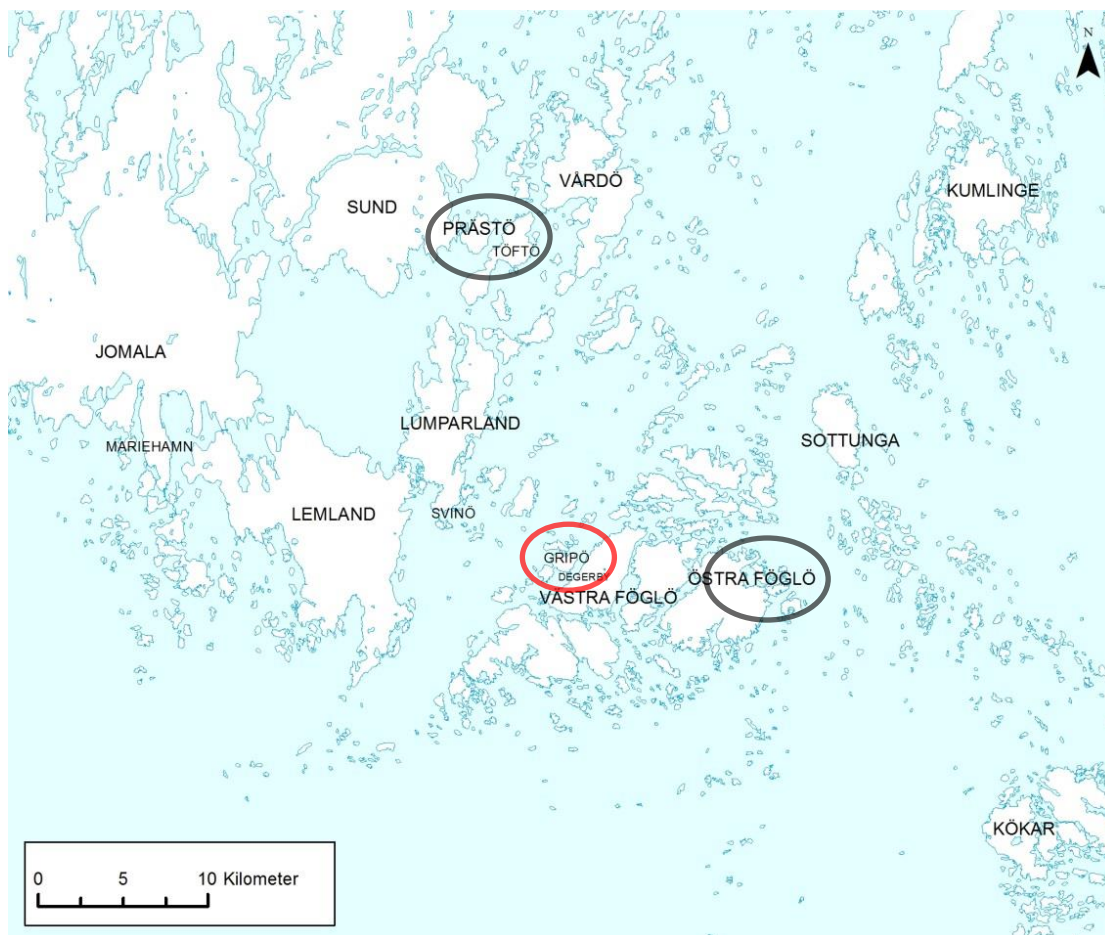 N
VÅRDÖ
KUMLINGE
SUND
PRÄSTÖ
TÖFTÖ
JOMALA
LUMPARLAND
SOTTUNGA
MARIEHAMN
LEMLAND
SVINÖ
GRIPÖ
DEGERBY
ÖSTRA FÖGLÖ
VÄSTRA FÖGLÖ
KÖKAR
0 5 10 Kilometer